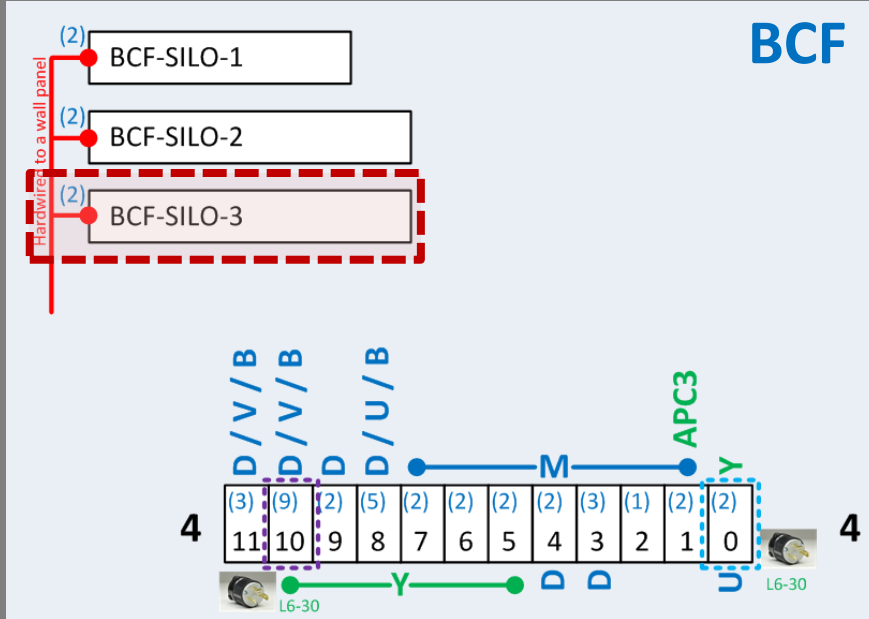 BCF
(2)
BCF-SILO-1
(2)
BCF-SILO-2
(2)
BCF-SILO-3
Hardwired to a wall panel
D / V / B
D / V / B
D
D / U / B
M
APC3
Y
4
(3) (9) (2) (5) (2) (2) (2) (2) (3) (1) (2) (2)
11 10 9 8 7 6 5 4 3 2 1 0
4
L6-30
Y
D
D
U
L6-30